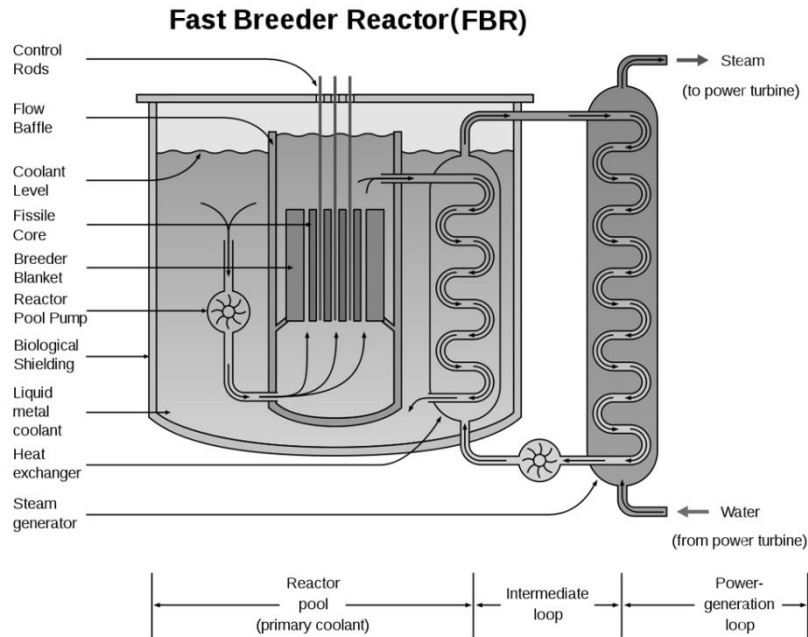 Fast Breeder Reactor(FBR)
Control
Rods
Flow
Baffle
Coolant
Level
Fissile
Core
Breeder
Blanket
Reactor
Pool Pump
Biological
Shielding
Liquid
metal
coolant
Heat
exchanger
Steam
generator
Steam
(to power turbine)
Water
(from power turbine)
Reactor
pool
(primary coolant)
Intermediate
loop
Power-
generation
loop